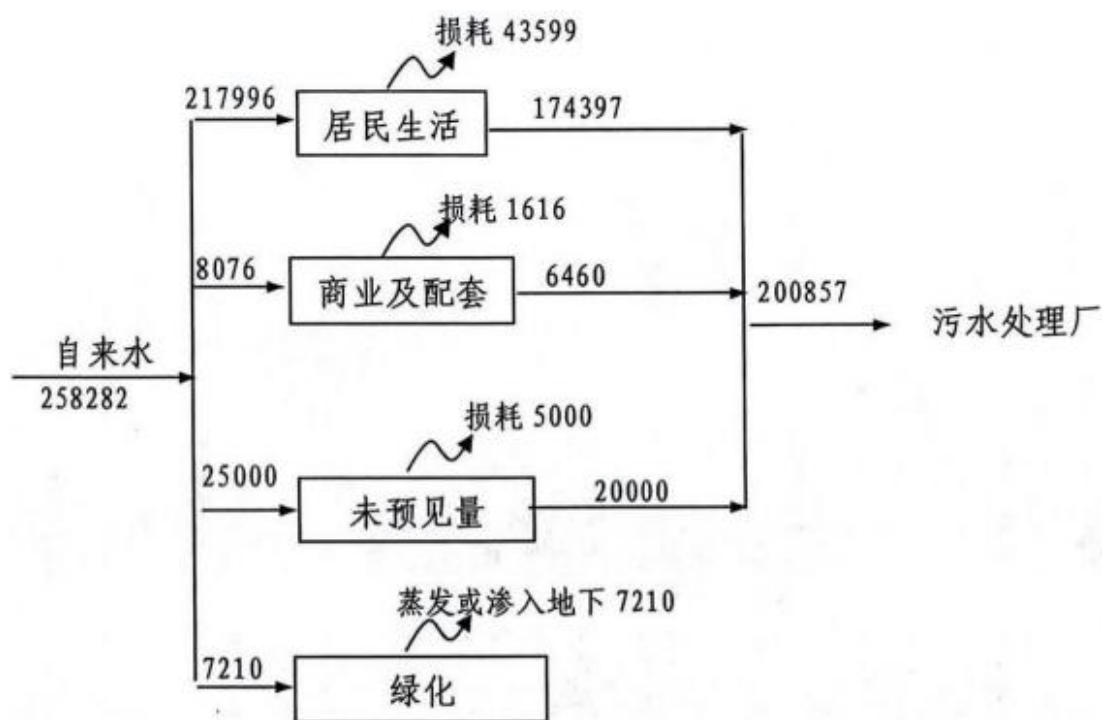 损耗 43599
217996
居民生活
174397
损耗 1616
8076
商业及配套
6460
200857
污水处理厂
自来水
258282
损耗 5000
25000
未预见量
20000
蒸发或渗入地下 7210
7210
绿化